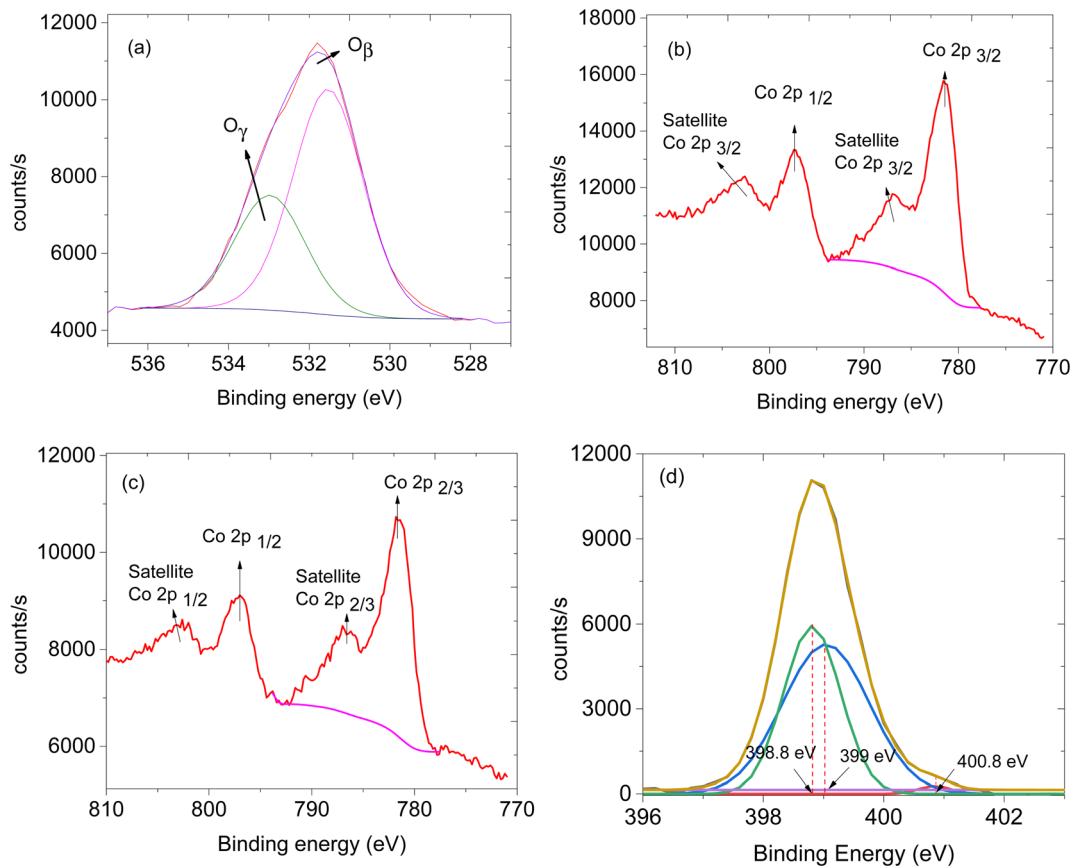 (a)
12000
10000
8000
6000
4000
counts/s
Oβ
Oγ
536 534 532 530 528
Binding energy (eV)
(b)
18000
16000
14000
12000
10000
8000
counts/s
Co 2p 3/2
Co 2p 1/2
Satellite
Co 2p 3/2
Satellite
Co 2p 3/2
810 800 790 780 770
Binding energy (eV)
(c)
12000
10000
8000
6000
counts/s
Co 2p 2/3
Co 2p 1/2
Satellite
Co 2p 1/2
Satellite
Co 2p 2/3
810 800 790 780 770
Binding energy (eV)
(d)
12000
9000
6000
3000
0
counts/s
398.8 eV
399 eV
400.8 eV
396 398 400 402
Binding Energy (eV)